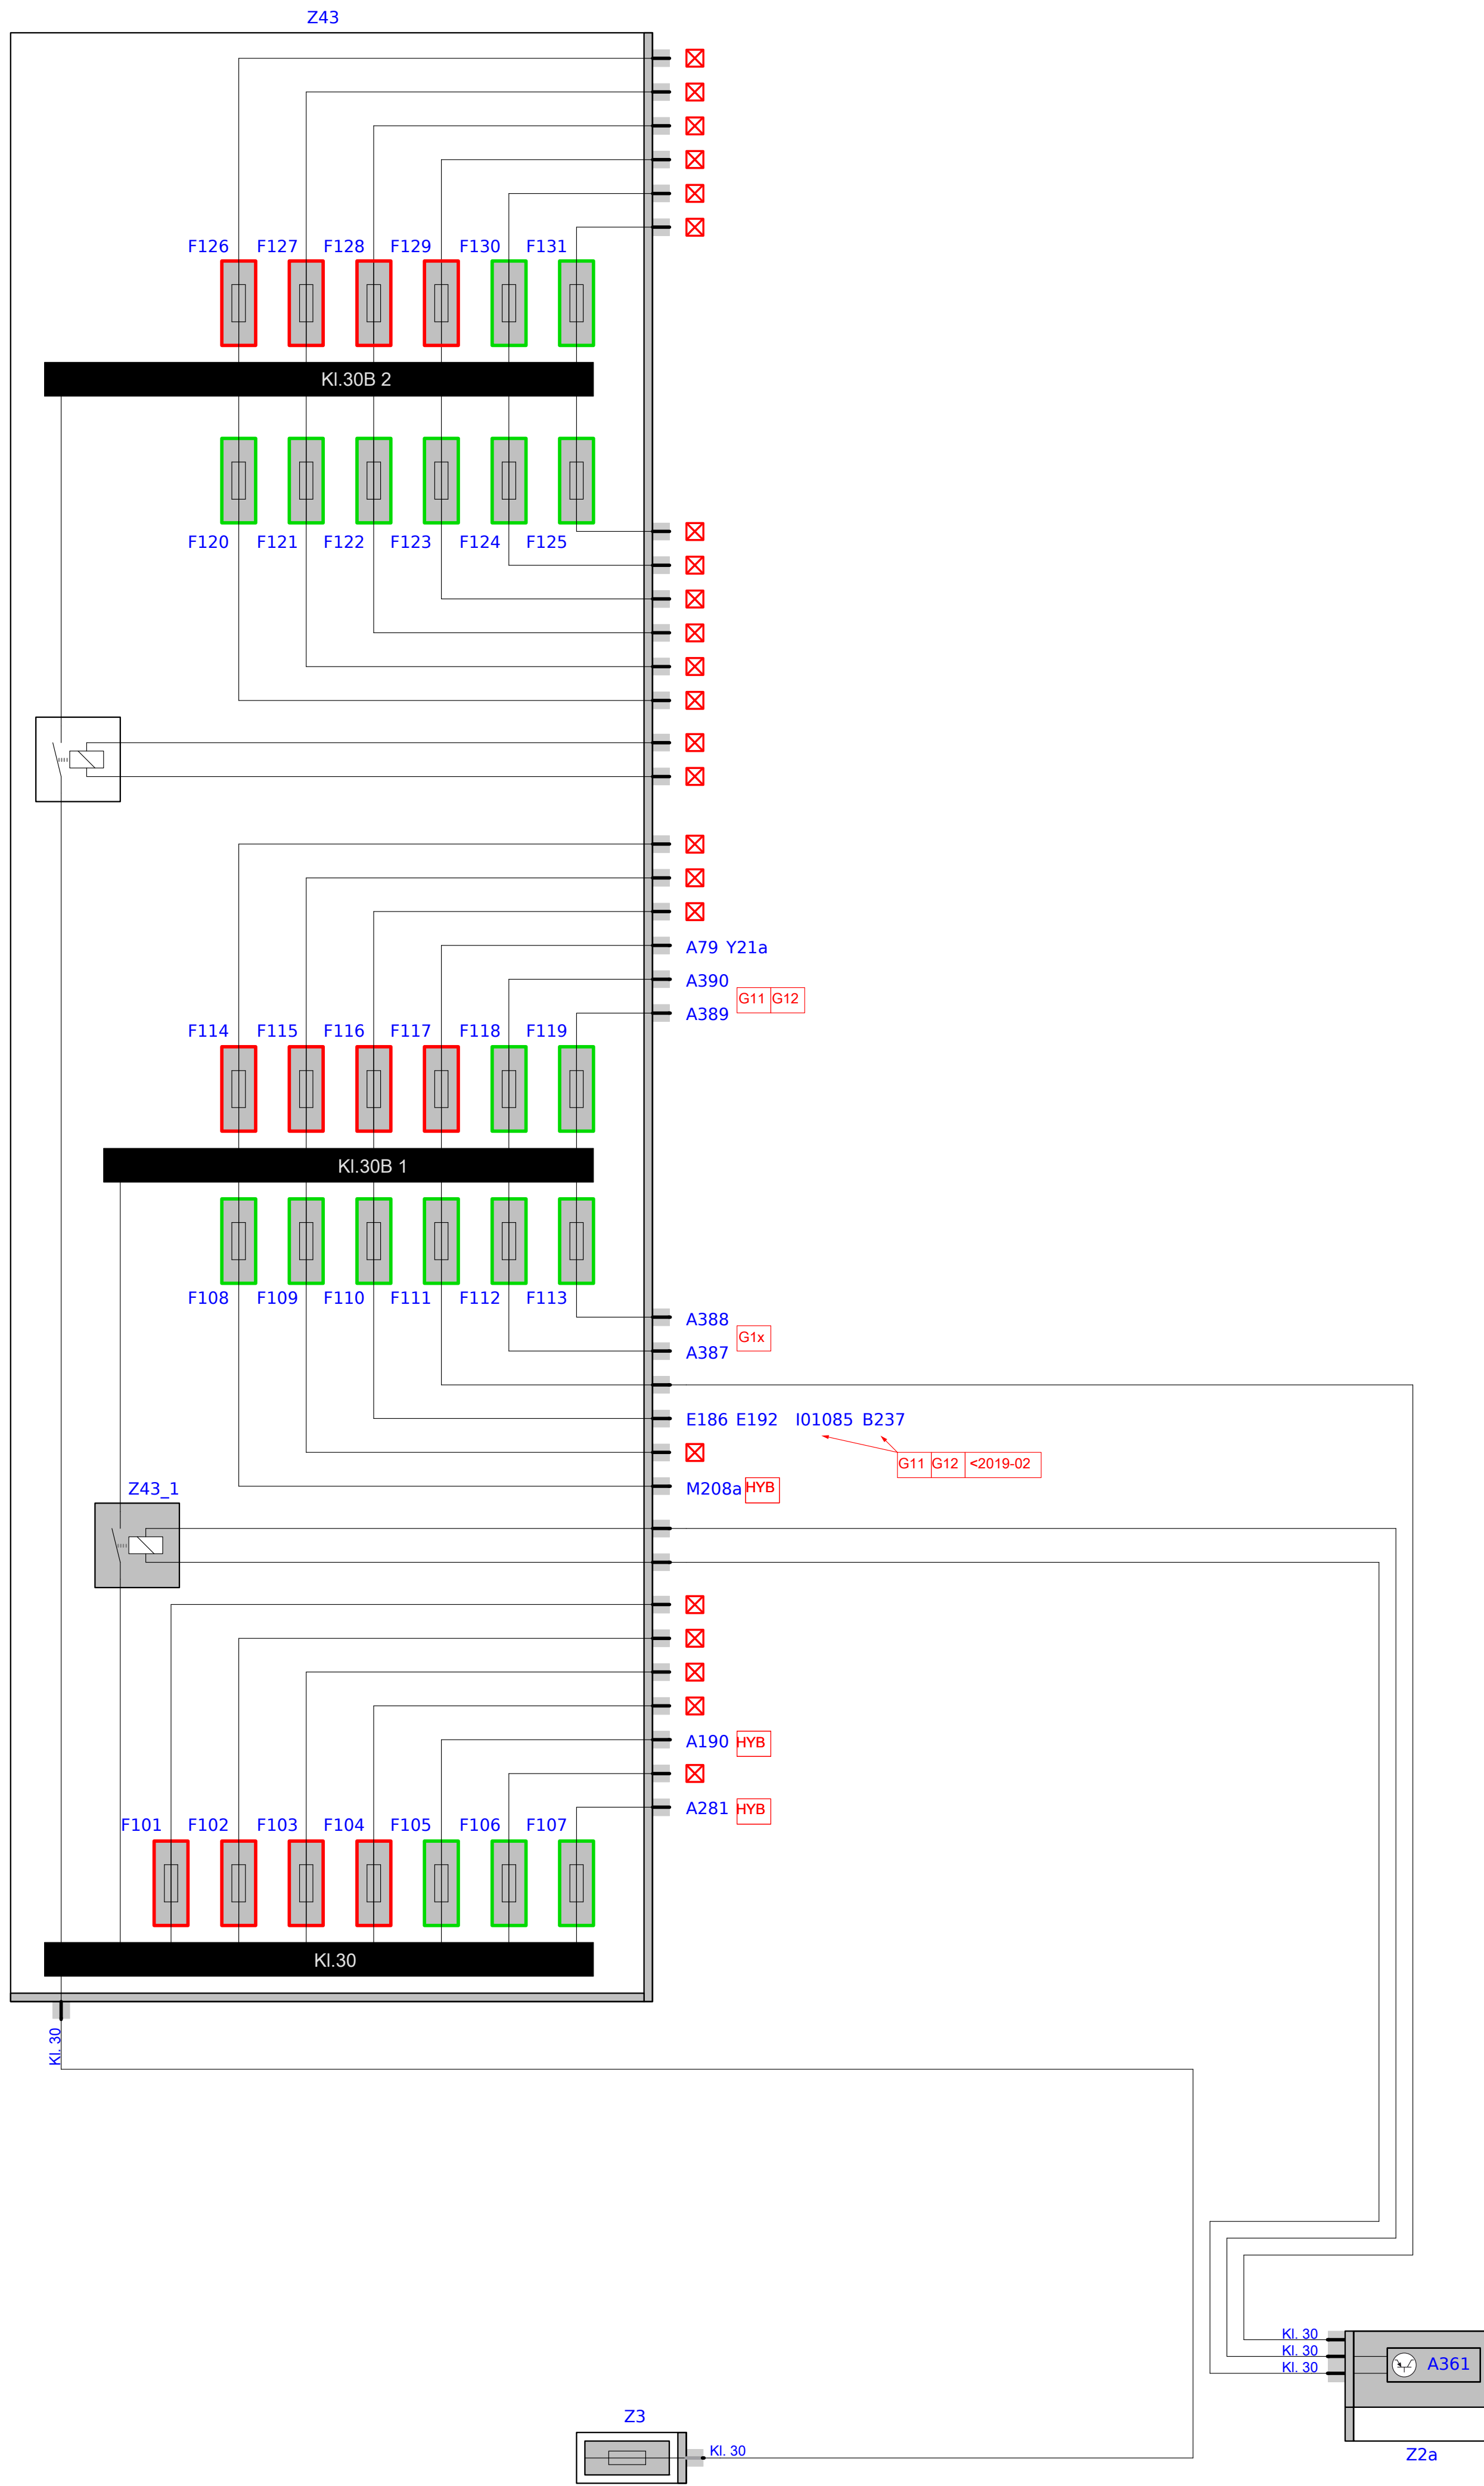 Z43
F126 F127 F128 F129 F130 F131
Kl.30B 2
F120 F121 F122 F123 F124 F125
A79 Y21a
A390
G11 G12
A389
F114 F115 F116 F117 F118 F119
Kl.30B 1
F108 F109 F110 F111 F112 F113
A388
G1x
A387
E186 E192 I01085 B237
G11 G12 <2019-02
M208a HYB
Z43_1
A190 HYB
A281 HYB
F101 F102 F103 F104 F105 F106 F107
Kl.30
Kl. 30
Kl. 30
Kl. 30
Kl. 30
A361
Z3
Kl. 30
Z2a